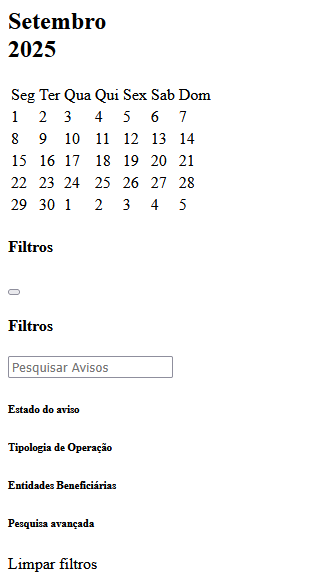 Setembro
2025
Seg Ter Qua Qui Sex Sab Dom
1 2 3 4 5 6 7
8 9 10 11 12 13 14
15 16 17 18 19 20 21
22 23 24 25 26 27 28
29 30 1 2 3 4 5
Filtros
Filtros
Pesquisar Avisos
Estado do aviso
Tipologia de Operação
Entidades Beneficiárias
Pesquisa avançada
Limpar filtros